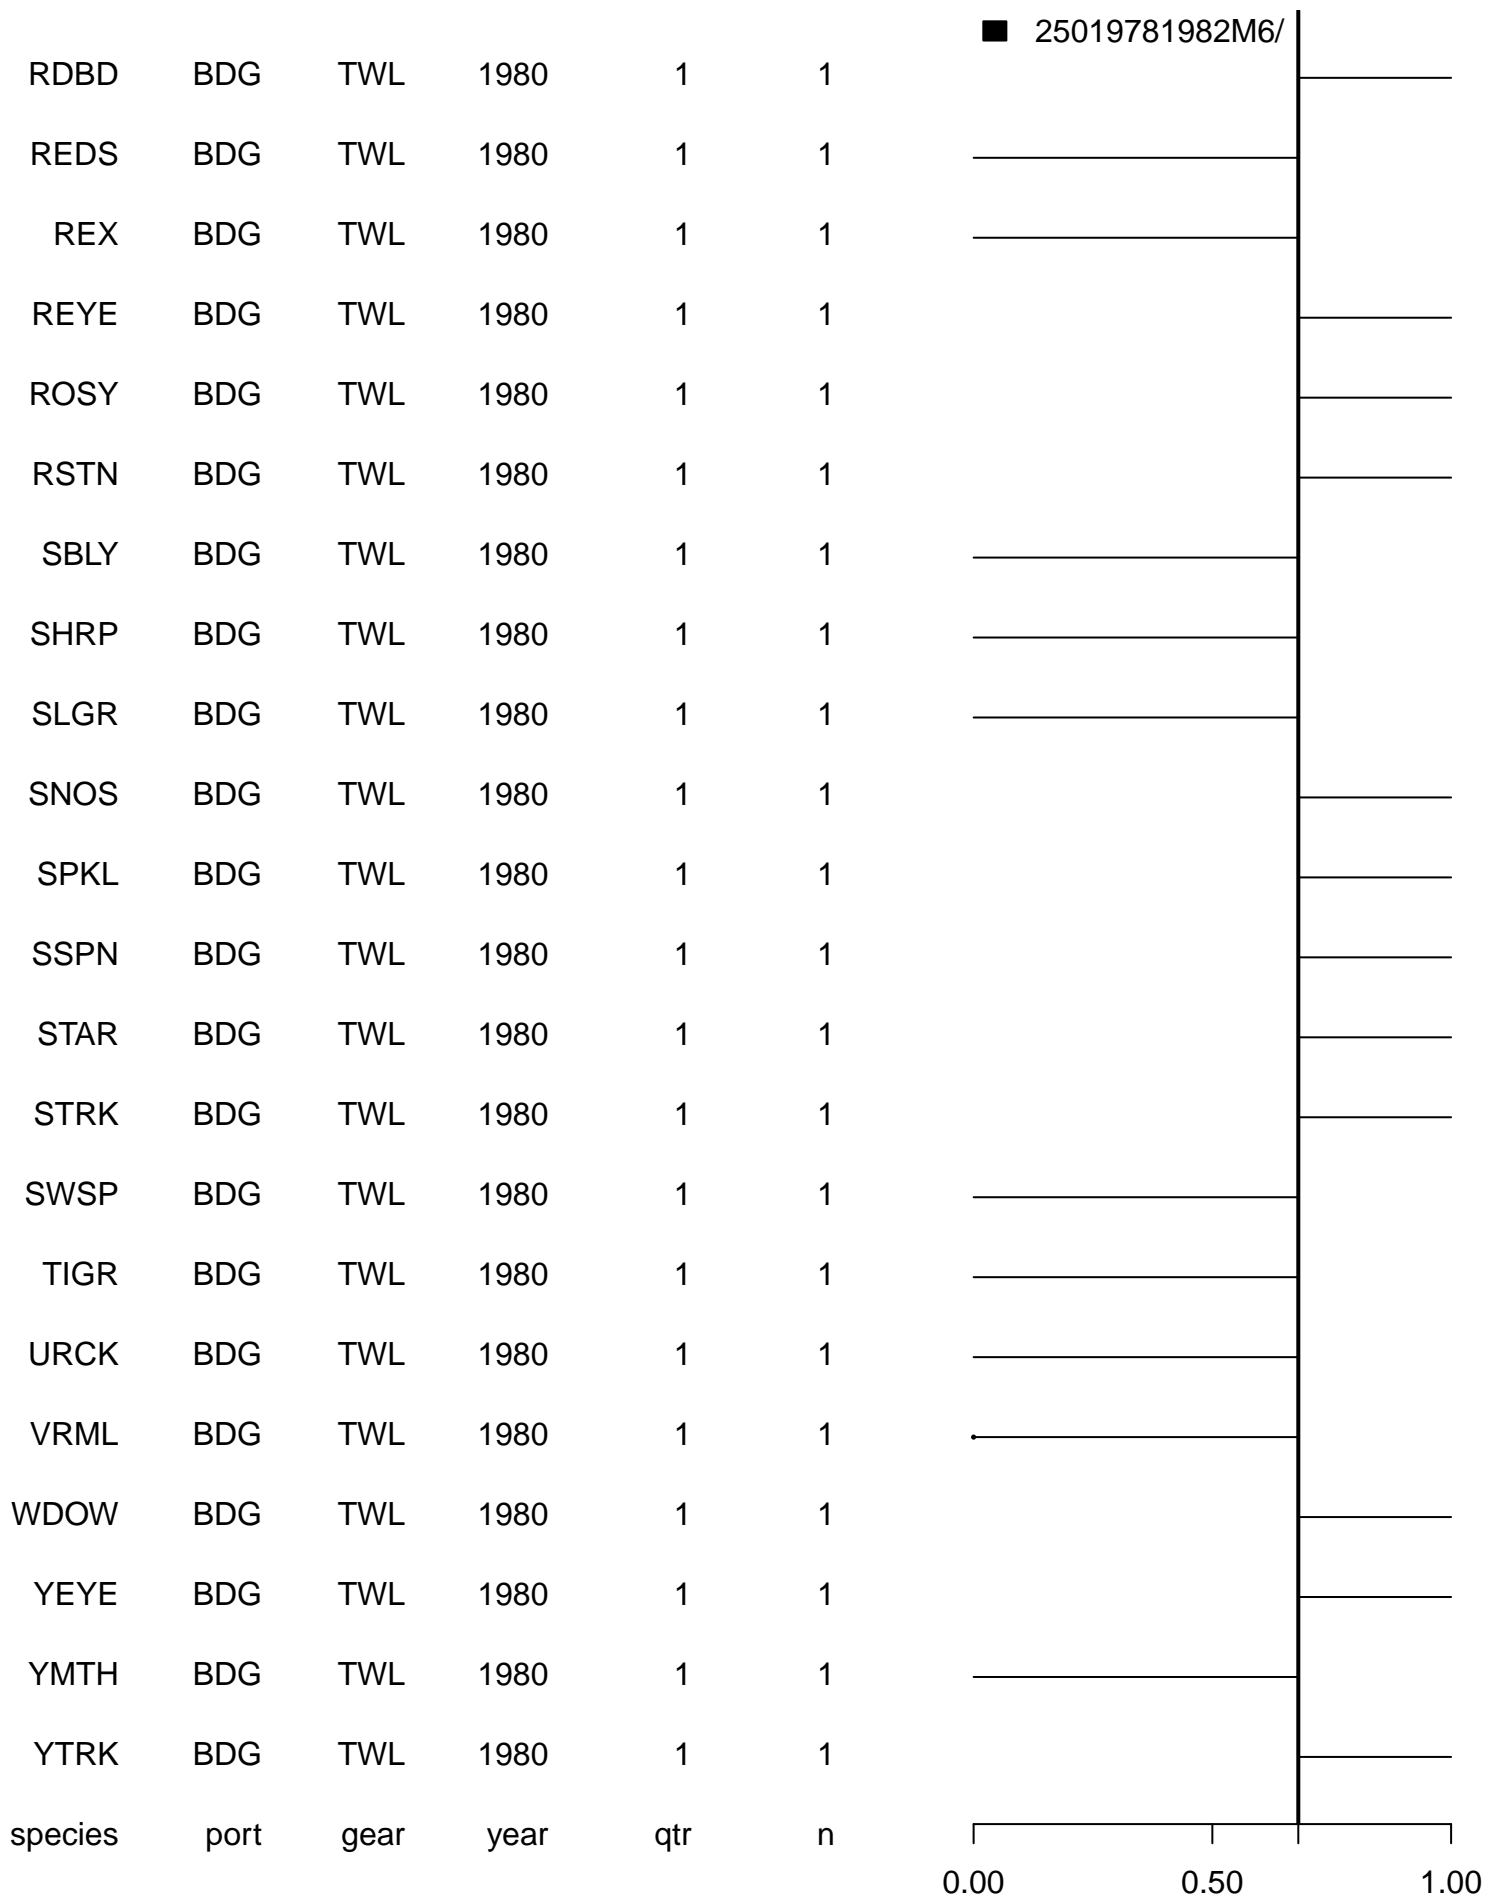 25019781982M6/
RDBD BDG TWL 1980 1 1
REDS BDG TWL 1980 1 1
REX BDG TWL 1980 1 1
REYE BDG TWL 1980 1 1
ROSY BDG TWL 1980 1 1
RSTN BDG TWL 1980 1 1
SBLY BDG TWL 1980 1 1
SHRP BDG TWL 1980 1 1
SLGR BDG TWL 1980 1 1
SNOS BDG TWL 1980 1 1
SPKL BDG TWL 1980 1 1
SSPN BDG TWL 1980 1 1
STAR BDG TWL 1980 1 1
STRK BDG TWL 1980 1 1
SWSP BDG TWL 1980 1 1
TIGR BDG TWL 1980 1 1
URCK BDG TWL 1980 1 1
VRML BDG TWL 1980 1 1
WDOW BDG TWL 1980 1 1
YEYE BDG TWL 1980 1 1
YMTH BDG TWL 1980 1 1
YTRK BDG TWL 1980 1 1
species port gear year qtr n
0.00 0.50 1.00